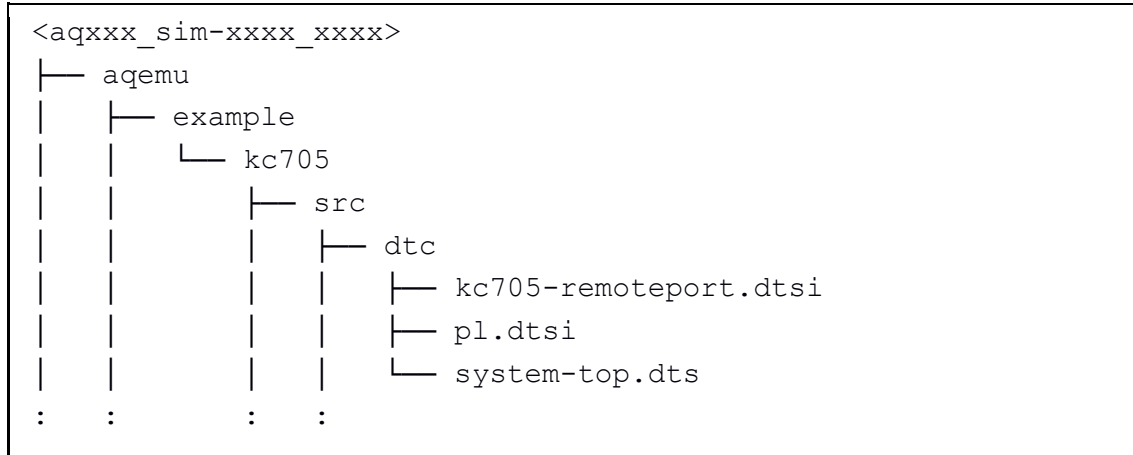 <aqxxx_sim-xxxx_xxxx>
├── aqemu
│   ├── example
│   │   └── kc705
│   │       ├── src
│   │       │   ├── dtc
│   │       │   │   ├── kc705-remoteport.dtsi
│   │       │   │   ├── pl.dtsi
│   │       │   │   └── system-top.dts
:   :       :   :